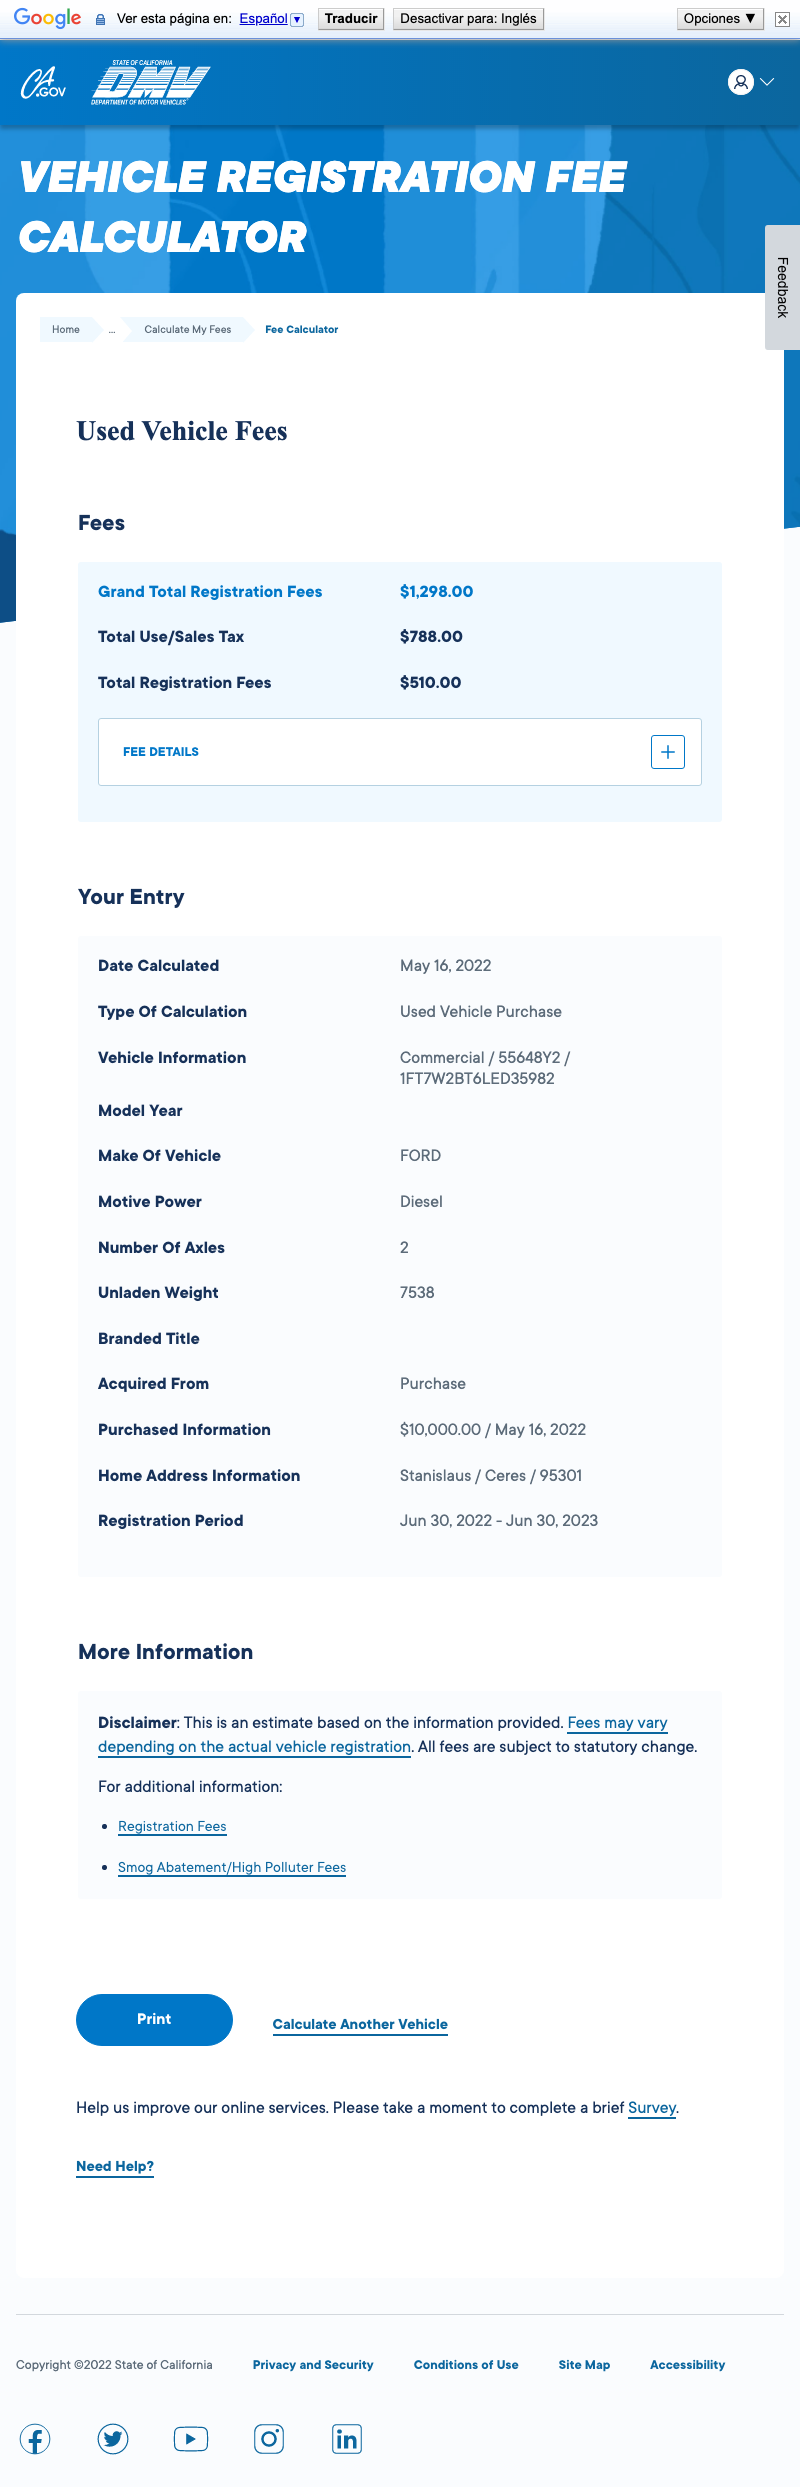 Google Ver esta página en: Español Traducir Desactivar para: Inglés Opciones ▼
CA.GOV
STATE OF CALIFORNIA
DMV
DEPARTMENT OF MOTOR VEHICLES
VEHICLE REGISTRATION FEE
CALCULATOR
Feedback
Home ... Calculate My Fees Fee Calculator
Used Vehicle Fees
Fees
Grand Total Registration Fees $1,298.00
Total Use/Sales Tax $788.00
Total Registration Fees $510.00
FEE DETAILS
Your Entry
Date Calculated May 16, 2022
Type Of Calculation Used Vehicle Purchase
Vehicle Information Commercial / 55648Y2 /
1FT7W2BT6LED35982
Model Year
Make Of Vehicle FORD
Motive Power Diesel
Number Of Axles 2
Unladen Weight 7538
Branded Title
Acquired From Purchase
Purchased Information $10,000.00 / May 16, 2022
Home Address Information Stanislaus / Ceres / 95301
Registration Period Jun 30, 2022 - Jun 30, 2023
More Information
Disclaimer: This is an estimate based on the information provided. Fees may vary
depending on the actual vehicle registration. All fees are subject to statutory change.
For additional information:
• Registration Fees
• Smog Abatement/High Polluter Fees
Print Calculate Another Vehicle
Help us improve our online services. Please take a moment to complete a brief Survey.
Need Help?
Copyright ©2022 State of California Privacy and Security Conditions of Use Site Map Accessibility